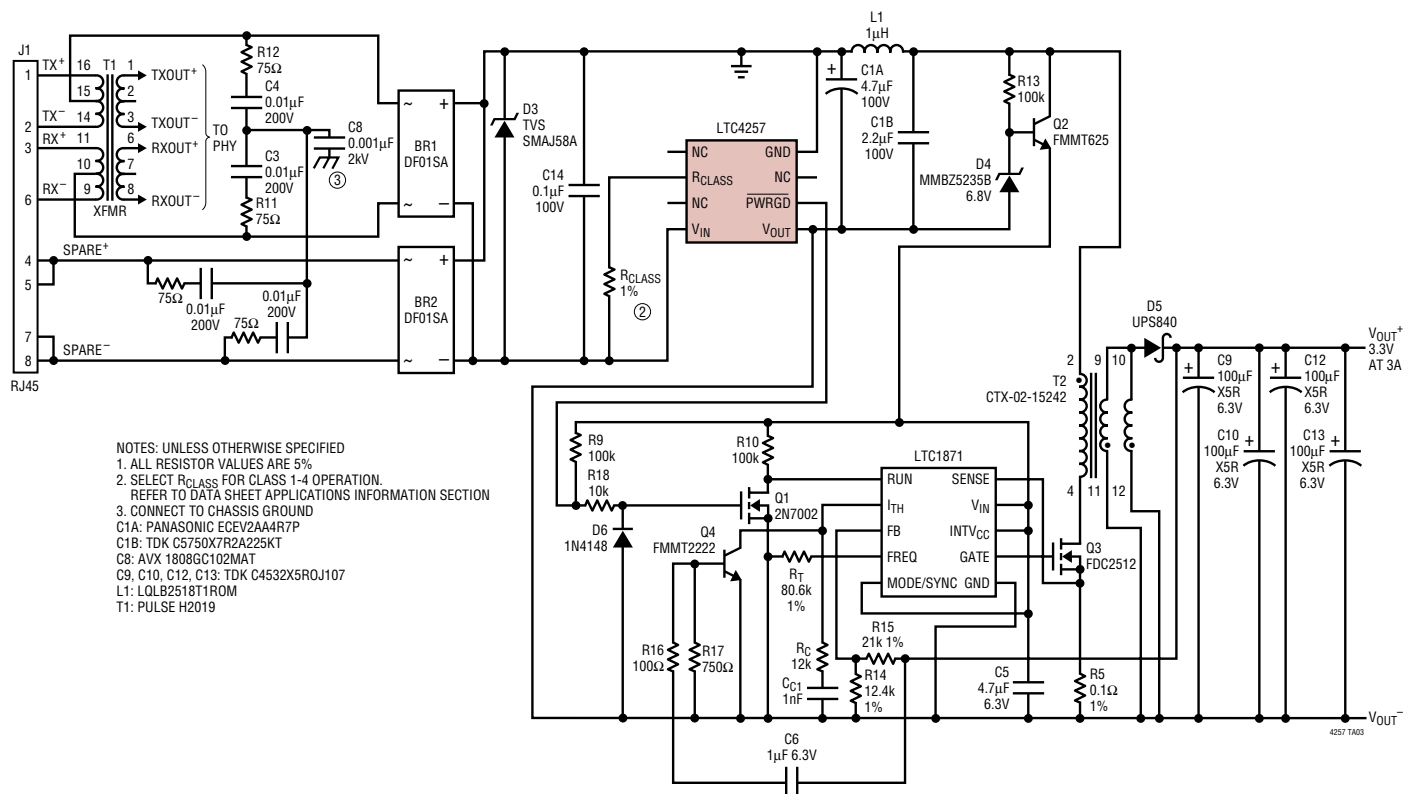 J1
TX+
1
TX−
2
RX+
3
RX−
6
SPARE+
4
5
7
SPARE−
8
RJ45
16
T1
1
15
2
14
3
11
6
10
7
9
8
XFMR
TXOUT+
TXOUT−
RXOUT+
RXOUT−
TO
PHY
R12
75Ω
C4
0.01µF
200V
C3
0.01µF
200V
R11
75Ω
C8
0.001µF
2kV
③
75Ω
0.01µF
200V
75Ω
0.01µF
200V
~
+
BR1
DF01SA
~
−
~
+
BR2
DF01SA
~
−
D3
TVS
SMAJ58A
C14
0.1µF
100V
RCLASS
1%
②
LTC4257
NC
GND
RCLASS
NC
NC
PWRGD
VIN
VOUT
L1
1µH
+
C1A
4.7µF
100V
C1B
2.2µF
100V
R13
100k
D4
MMBZ5235B
6.8V
Q2
FMMT625
T2
CTX-02-15242
2
9
10
4
11
12
D5
UPS840
+
C9
100µF
X5R
6.3V
+
C12
100µF
X5R
6.3V
C10
100µF
X5R
6.3V
+
C13
100µF
X5R
6.3V
+
VOUT+
3.3V
AT 3A
VOUT−
4257 TA03
R9
100k
R18
10k
D6
1N4148
R10
100k
Q1
2N7002
Q4
FMMT2222
LTC1871
RUN
SENSE
ITH
VIN
FB
INTVCC
FREQ
GATE
MODE/SYNC
GND
RT
80.6k
1%
Q3
FDC2512
R16
100Ω
R17
750Ω
RC
12k
CC1
1nF
R15
21k 1%
R14
12.4k
1%
C5
4.7µF
6.3V
R5
0.1Ω
1%
C6
1µF 6.3V
NOTES: UNLESS OTHERWISE SPECIFIED
1. ALL RESISTOR VALUES ARE 5%
2. SELECT RCLASS FOR CLASS 1-4 OPERATION.
REFER TO DATA SHEET APPLICATIONS INFORMATION SECTION
3. CONNECT TO CHASSIS GROUND
C1A: PANASONIC ECEV2AA4R7P
C1B: TDK C5750X7R2A225KT
C8: AVX 1808GC102MAT
C9, C10, C12, C13: TDK C4532X5ROJ107
L1: LQLB2518T1ROM
T1: PULSE H2019